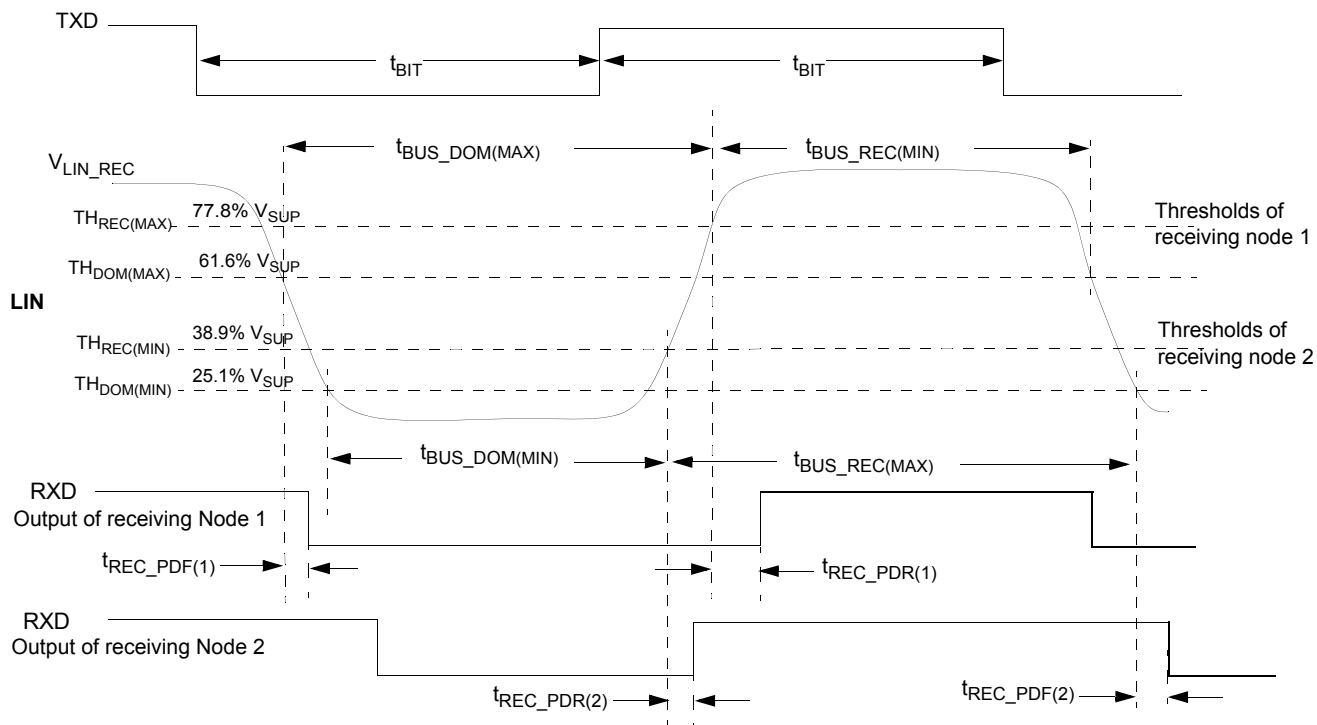 TXD
tBIT tBIT
tBUS_DOM(MAX) tBUS_REC(MIN)
VLIN_REC
THREC(MAX) 77.8% VSUP
Thresholds of
receiving node 1
THDOM(MAX) 61.6% VSUP
LIN
THREC(MIN) 38.9% VSUP
Thresholds of
receiving node 2
THDOM(MIN) 25.1% VSUP
tBUS_DOM(MIN) tBUS_REC(MAX)
RXD
Output of receiving Node 1
tREC_PDF(1) tREC_PDR(1)
RXD
Output of receiving Node 2
tREC_PDR(2) tREC_PDF(2)